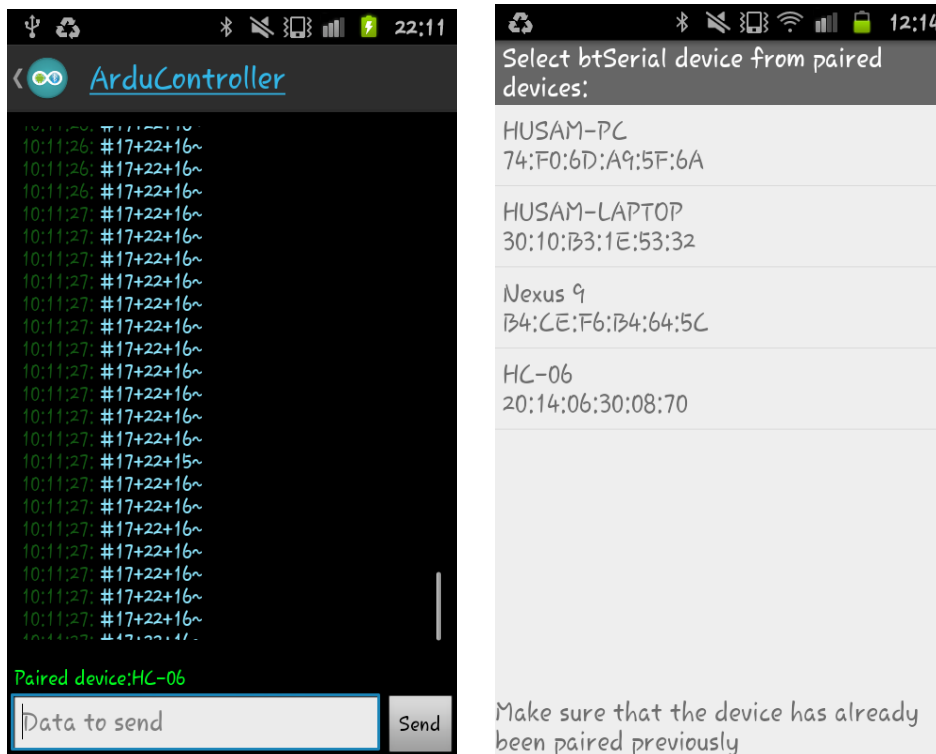 22:11
ArduController
10:11:26: #17+22+16~
10:11:26: #17+22+16~
10:11:26: #17+22+16~
10:11:27: #17+22+16~
10:11:27: #17+22+16~
10:11:27: #17+22+16~
10:11:27: #17+22+16~
10:11:27: #17+22+16~
10:11:27: #17+22+16~
10:11:27: #17+22+16~
10:11:27: #17+22+16~
10:11:27: #17+22+16~
10:11:27: #17+22+16~
10:11:27: #17+22+16~
10:11:27: #17+22+15~
10:11:27: #17+22+16~
10:11:27: #17+22+16~
10:11:27: #17+22+16~
10:11:27: #17+22+16~
10:11:27: #17+22+16~
10:11:27: #17+22+16~
10:11:27: #17+22+16~
Paired device:HC-06
Data to send
Send
12:14
Select btSerial device from paired
devices:
HUSAM-PC
74:F0:6D:A9:5F:6A
HUSAM-LAPTOP
30:10:B3:1E:53:32
Nexus 9
B4:CE:F6:B4:64:5C
HC-06
20:14:06:30:08:70
Make sure that the device has already
been paired previously